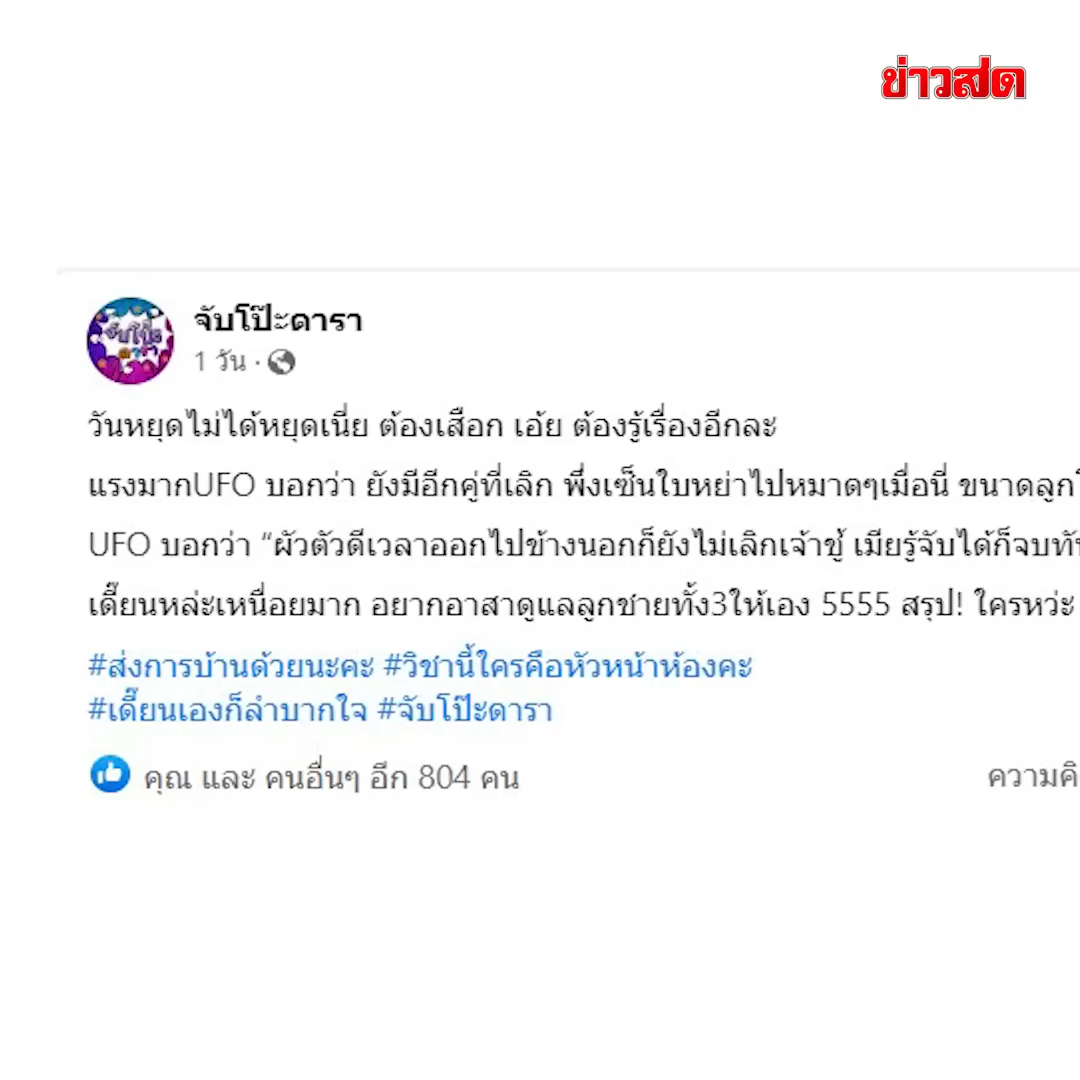 ข่าวสด
จับโป๊ะดารา
1 วัน ·
วันหยุดไม่ได้หยุดเนี่ย ต้องเสือก เอ้ย ต้องรู้เรื่องอีกละ
แรงมากUFO บอกว่า ยังมีอีกคู่ที่เลิก พึ่งเซ็นใบหย่าไปหมาดๆเมื่อนี่ ขนาดลูก
UFO บอกว่า “ผัวตัวดีเวลาออกไปข้างนอกก็ยังไม่เลิกเจ้าชู้ เมียรู้จับได้ก็จบ
เดี๊ยนหล่ะเหนื่อยมาก อยากอาสาดูแลลูกชายทั้ง3ให้เอง 5555 สรุป! ใครหว่ะ
#ส่งการบ้านด้วยนะคะ #วิชานี้ใครคือหัวหน้าห้องคะ
#เดี๊ยนเองก็ลำบากใจ #จับโป๊ะดารา
คุณ และ คนอื่นๆ อีก 804 คน
ความคิ